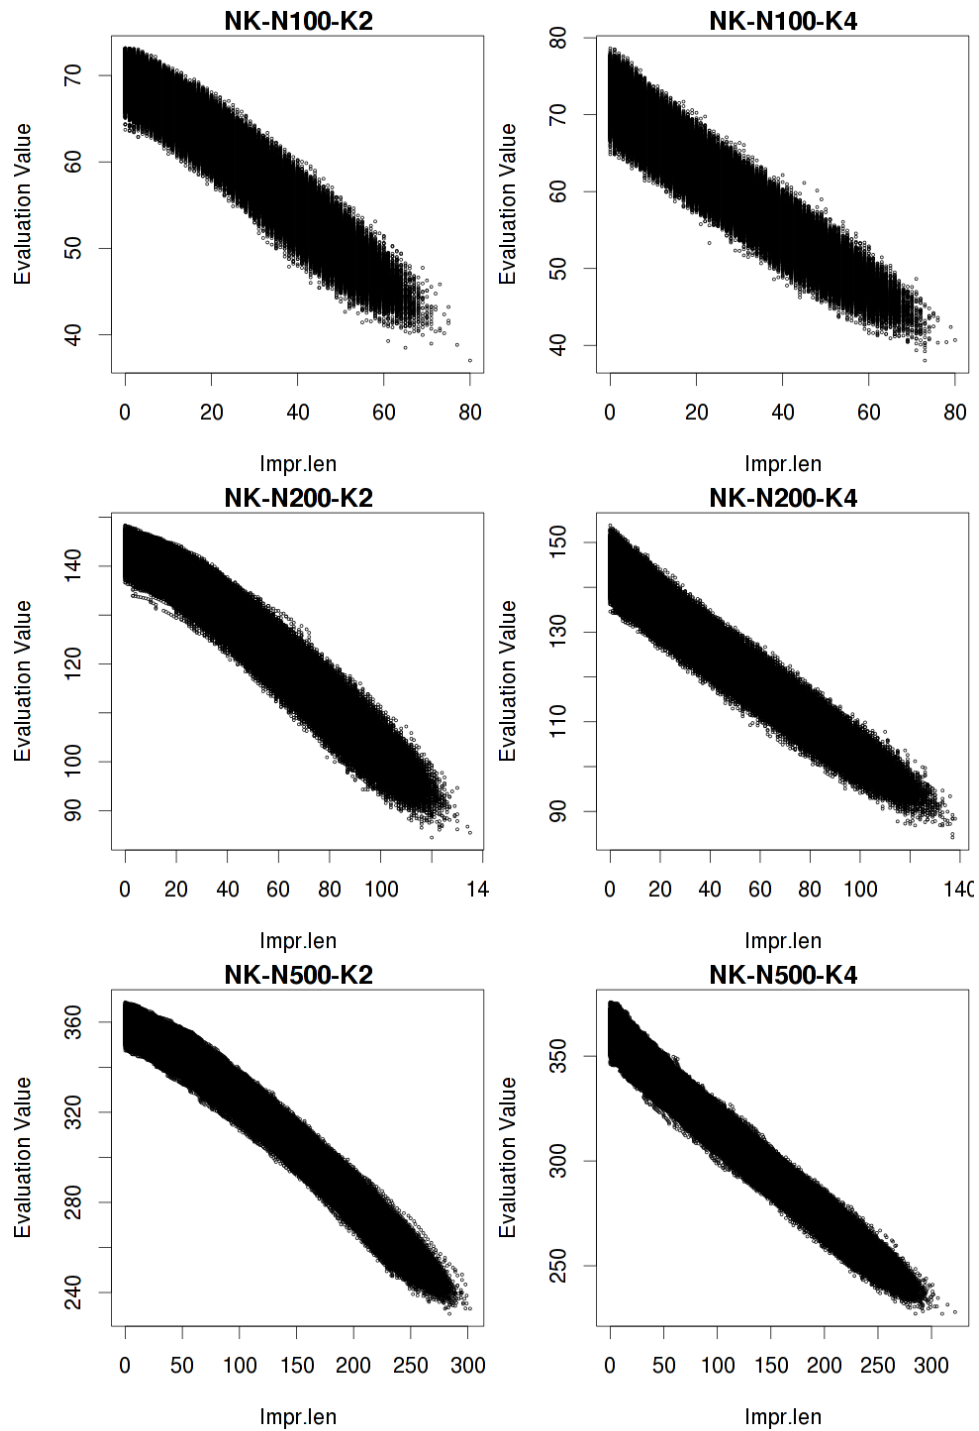 NK-N100-K2
Evaluation Value
70
60
50
40
0 20 40 60 80
Impr.len
NK-N100-K4
Evaluation Value
80
70
60
50
40
0 20 40 60 80
Impr.len
NK-N200-K2
Evaluation Value
140
120
100
90
0 20 40 60 80 100 14
Impr.len
NK-N200-K4
Evaluation Value
150
130
110
90
0 20 40 60 80 100 140
Impr.len
NK-N500-K2
Evaluation Value
360
320
280
240
0 50 100 150 200 250 300
Impr.len
NK-N500-K4
Evaluation Value
350
300
250
0 50 100 150 200 250 300
Impr.len